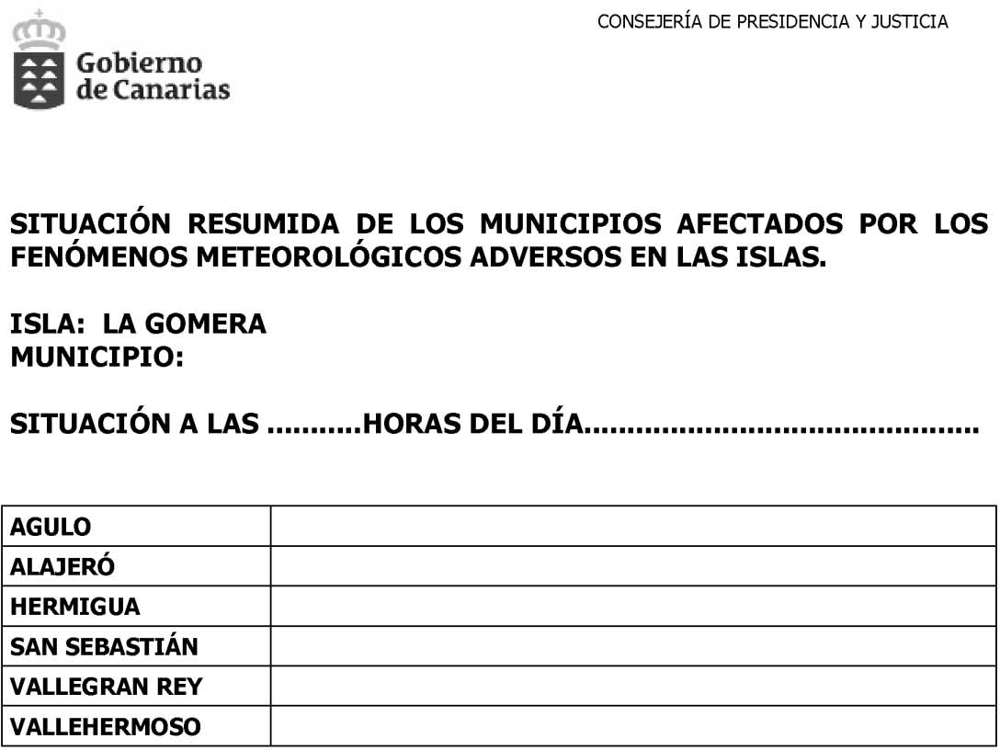 CONSEJERÍA DE PRESIDENCIA Y JUSTICIA
Gobierno
de Canarias
SITUACIÓN RESUMIDA DE LOS MUNICIPIOS AFECTADOS POR LOS
FENÓMENOS METEOROLÓGICOS ADVERSOS EN LAS ISLAS.
ISLA: LA GOMERA
MUNICIPIO:
SITUACIÓN A LAS ...........HORAS DEL DÍA..............................................
AGULO
ALAJERÓ
HERMIGUA
SAN SEBASTIÁN
VALLEGRAN REY
VALLEHERMOSO